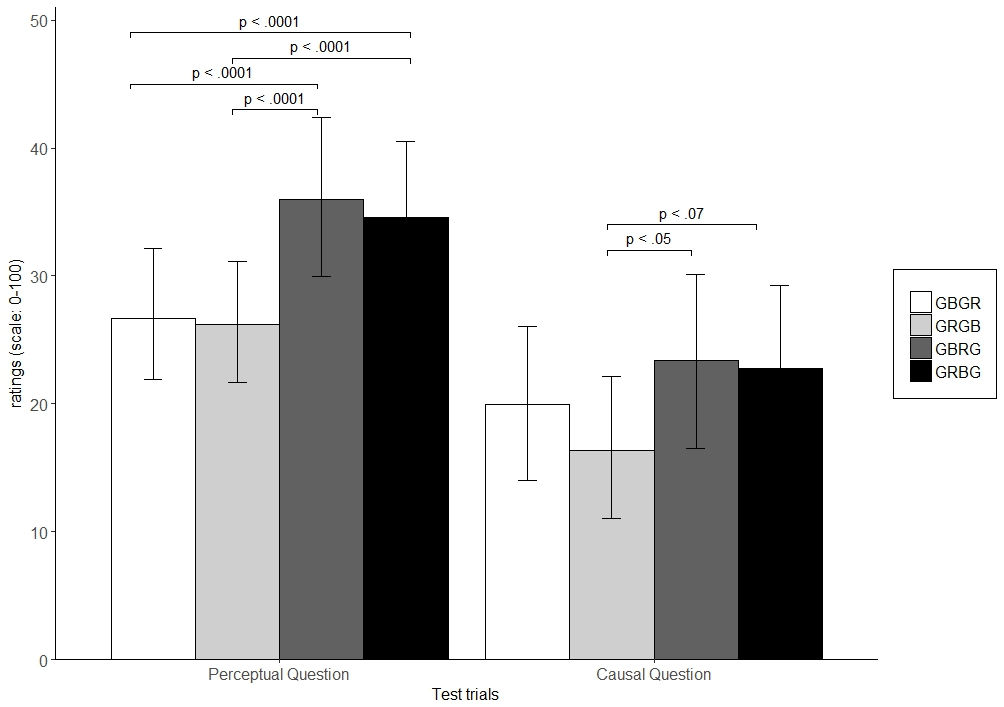 50
40
30
20
10
0
ratings (scale: 0-100)
p < .0001
p < .0001
p < .0001
p < .0001
p < .07
p < .05
Perceptual Question
Causal Question
Test trials
GBGR
GRGB
GBRG
GRBG